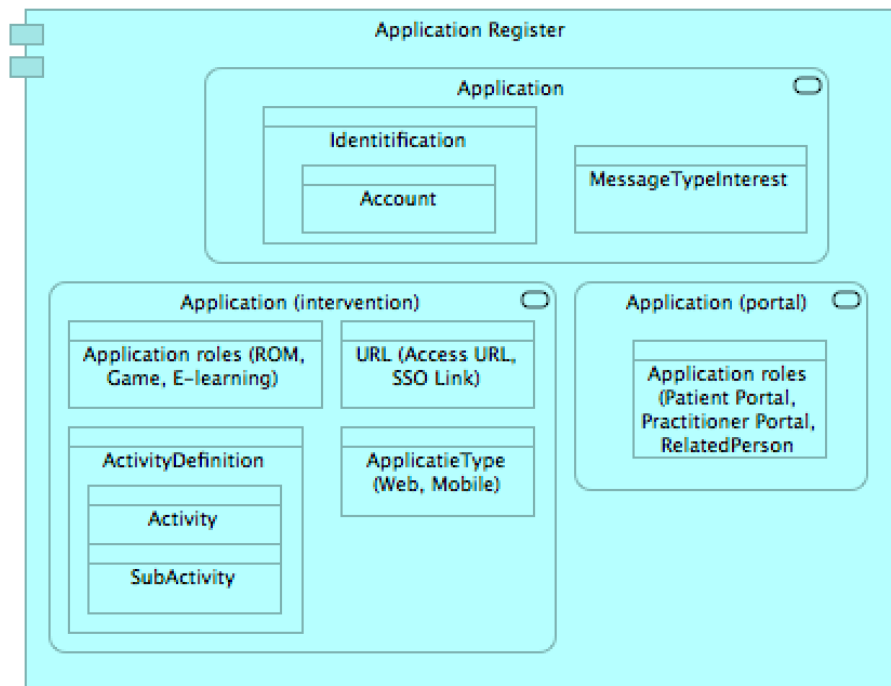 Application Register
Application
Identitification
Account
MessageTypeInterest
Application (intervention)
Application roles (ROM,
Game, E-learning)
URL (Access URL,
SSO Link)
ActivityDefinition
Activity
SubActivity
ApplicatieType
(Web, Mobile)
Application (portal)
Application roles
(Patient Portal,
Practitioner Portal,
RelatedPerson